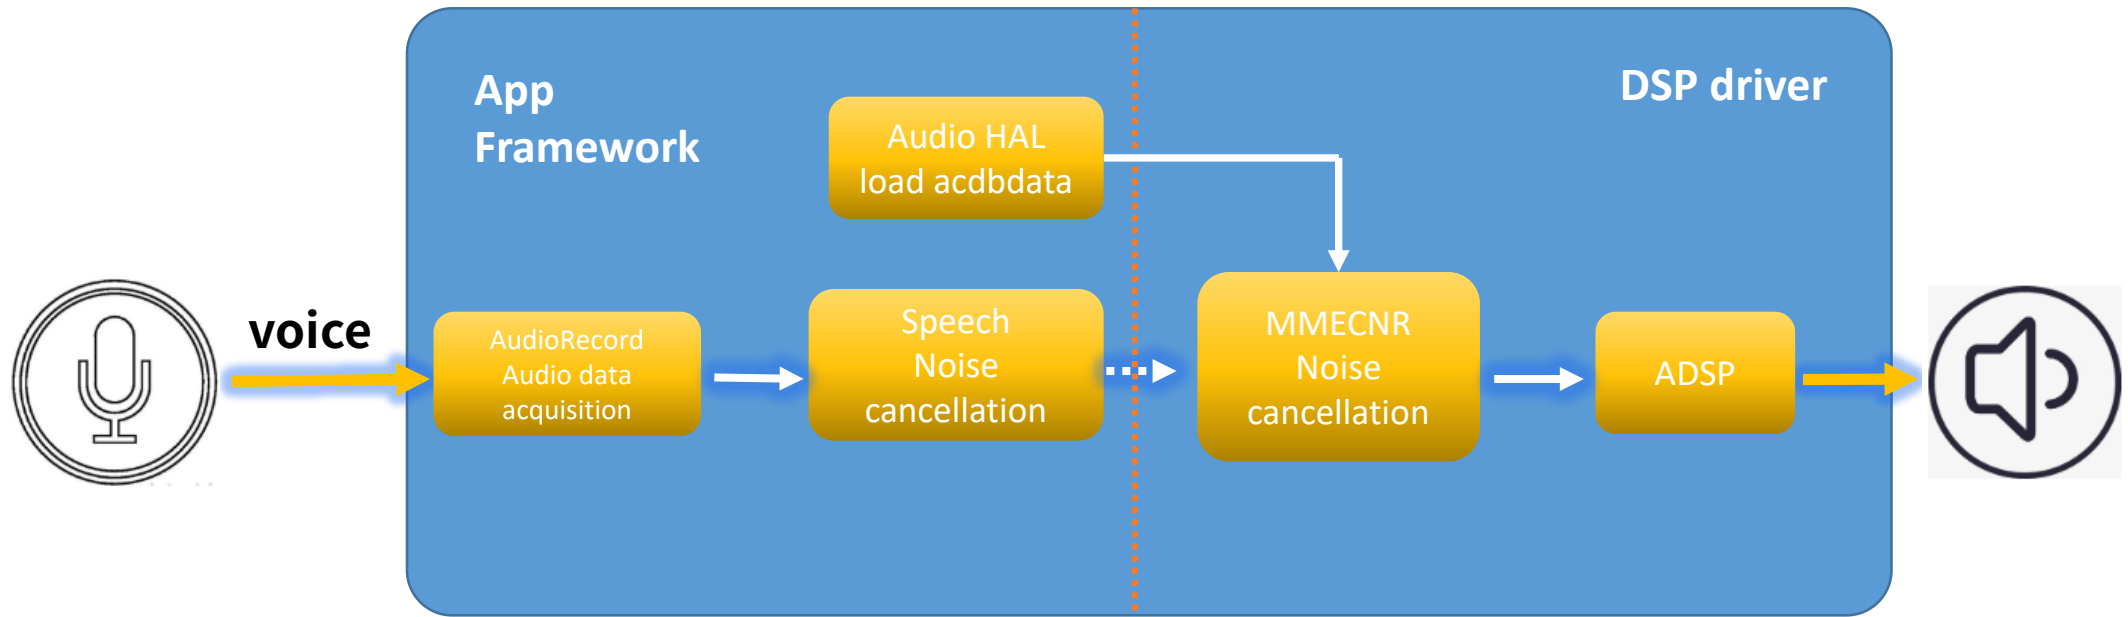 App
Framework
DSP driver
Audio HAL
load acdbdata
voice
AudioRecord
Audio data
acquisition
Speech
Noise
cancellation
MMECNR
Noise
cancellation
ADSP